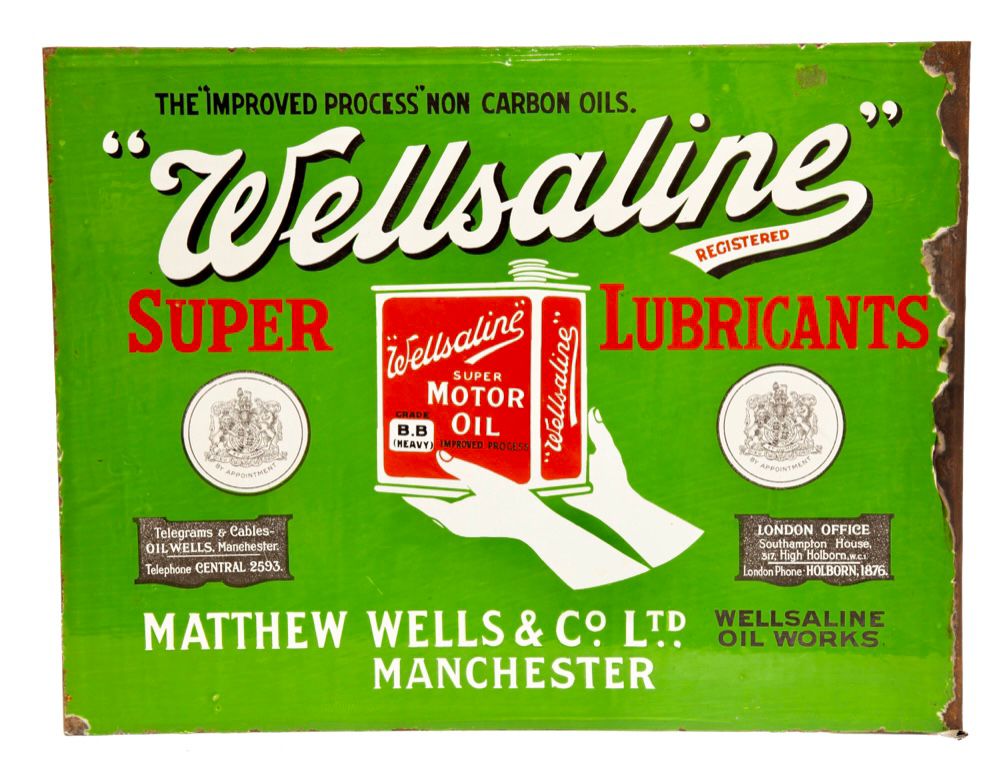 THE "IMPROVED PROCESS" NON CARBON OILS.
"Wellsaline"
REGISTERED
SUPER LUBRICANTS
"Wellsaline"
SUPER
MOTOR
OIL
GRADE
B.B
(HEAVY)
IMPROVED PROCESS
"Wellsaline"
BY APPOINTMENT
BY APPOINTMENT
Telegrams & Cables-
OILWELLS, Manchester.
Telephone CENTRAL 2593.
LONDON OFFICE
Southampton House,
317, High Holborn, W.C.1
London Phone: HOLBORN, 1876.
MATTHEW WELLS & Co LTD
MANCHESTER
WELLSALINE
OIL WORKS.